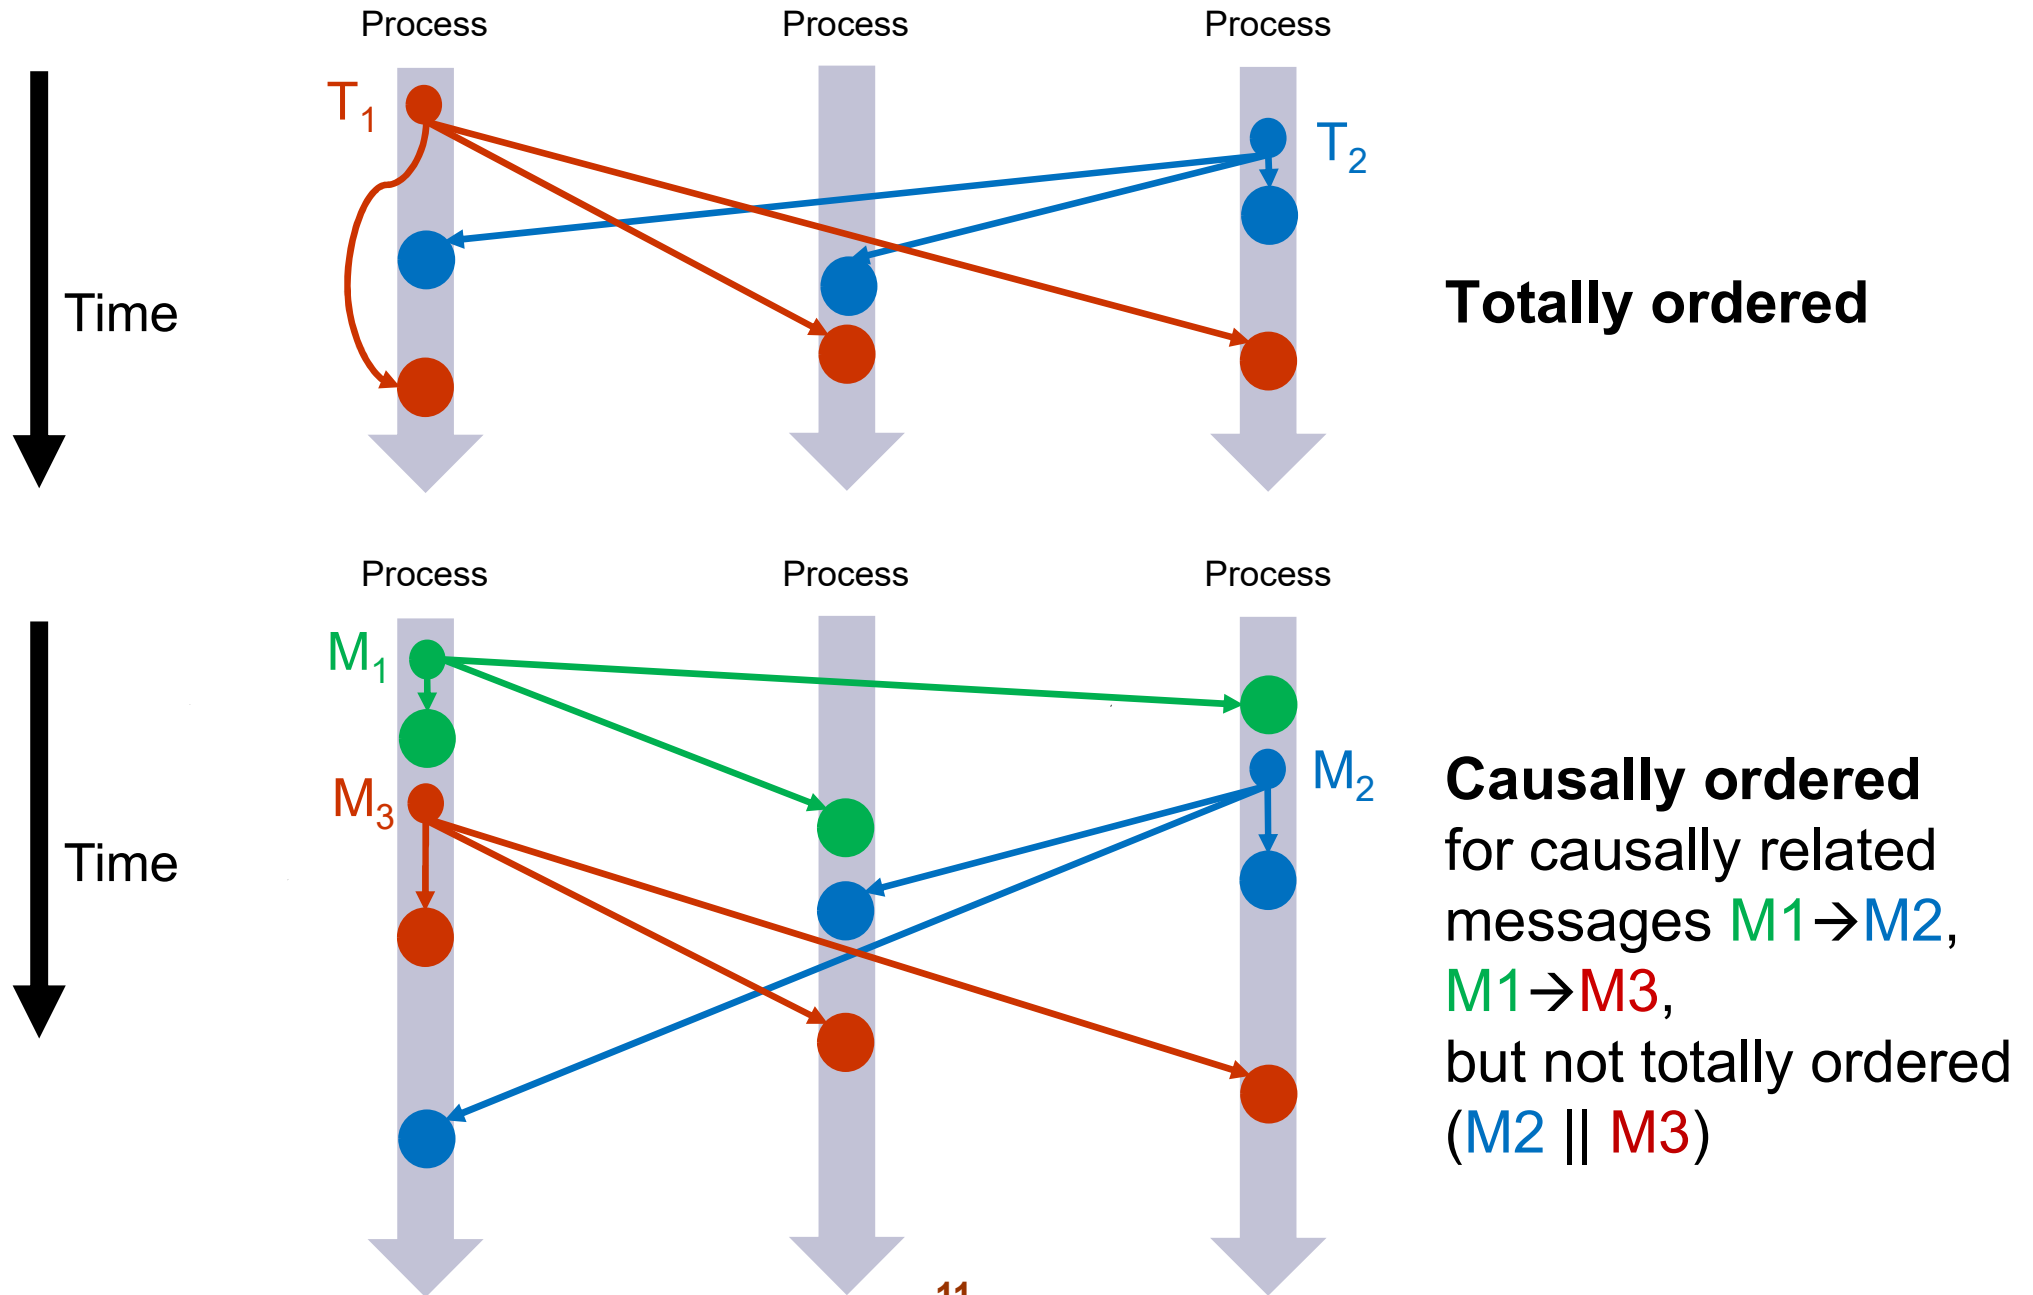 Process Process Process
T1
T2
Time
Totally ordered
Process Process Process
M1
M2
M3
Time
Causally ordered
for causally related
messages M1→M2,
M1→M3,
but not totally ordered
(M2 || M3)
11